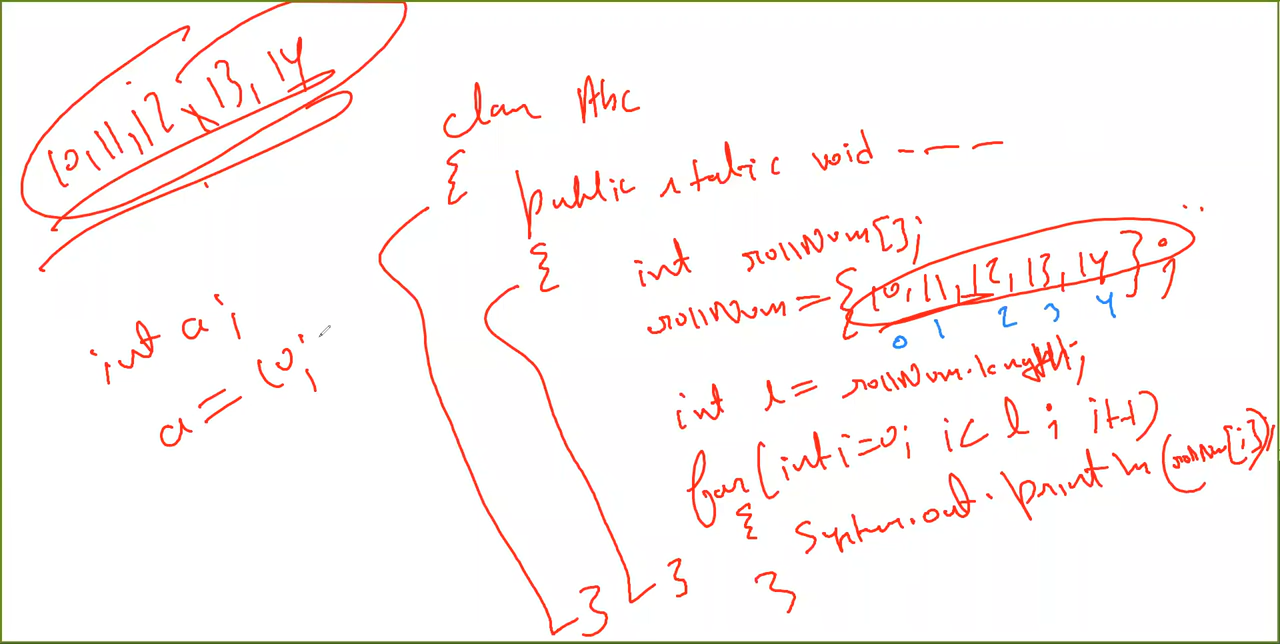 10,11,12,13,14
class Abc
{
public static void ----
{
int rollNum[];
rollNum={10,11,12,13,14};
0 1 2 3 4
int l= rollNum.length;
for(int i=0; i<l; i++)
{
System.out.println(rollNum[i]);
}
}
}
int a;
a=10;